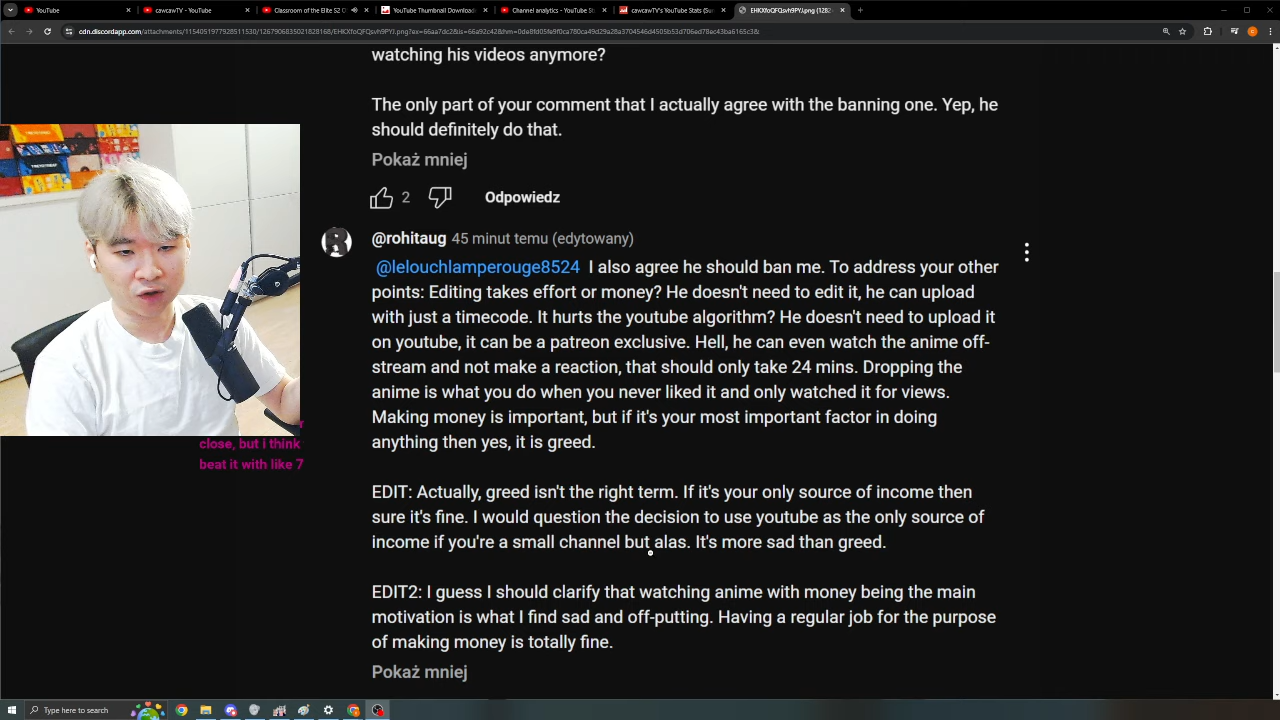 YouTube
cawcawTV - YouTube
Classroom of the Elite S2 O
YouTube Thumbnail Download
Channel analytics - YouTube St
cawcawTV's YouTube Stats (Su
EHKXfoQFQsvh9PYJ.png (1282
watching his videos anymore?
The only part of your comment that I actually agree with the banning one. Yep, he
should definitely do that.
Pokaż mniej
2
Odpowiedz
@rohitaug 45 minut temu (edytowany)
@lelouchlamperouge8524 I also agree he should ban me. To address your other
points: Editing takes effort or money? He doesn't need to edit it, he can upload
with just a timecode. It hurts the youtube algorithm? He doesn't need to upload it
on youtube, it can be a patreon exclusive. Hell, he can even watch the anime off-
stream and not make a reaction, that should only take 24 mins. Dropping the
anime is what you do when you never liked it and only watched it for views.
Making money is important, but if it's your most important factor in doing
anything then yes, it is greed.
close, but i think
beat it with like 7
EDIT: Actually, greed isn't the right term. If it's your only source of income then
sure it's fine. I would question the decision to use youtube as the only source of
income if you're a small channel but alas. It's more sad than greed.
EDIT2: I guess I should clarify that watching anime with money being the main
motivation is what I find sad and off-putting. Having a regular job for the purpose
of making money is totally fine.
Pokaż mniej
Type here to search